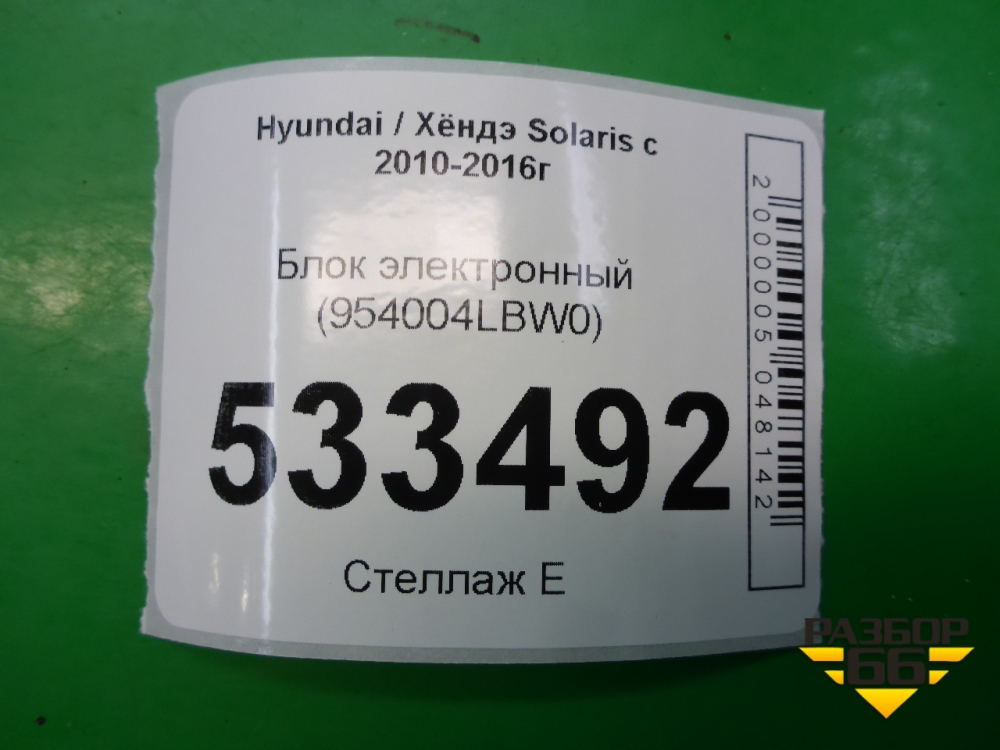 Hyundai / Хёндэ Solaris с
2010-2016г
Блок электронный
(954004LBW0)
533492
Стеллаж Е
2000005048142
РАЗБОР
66